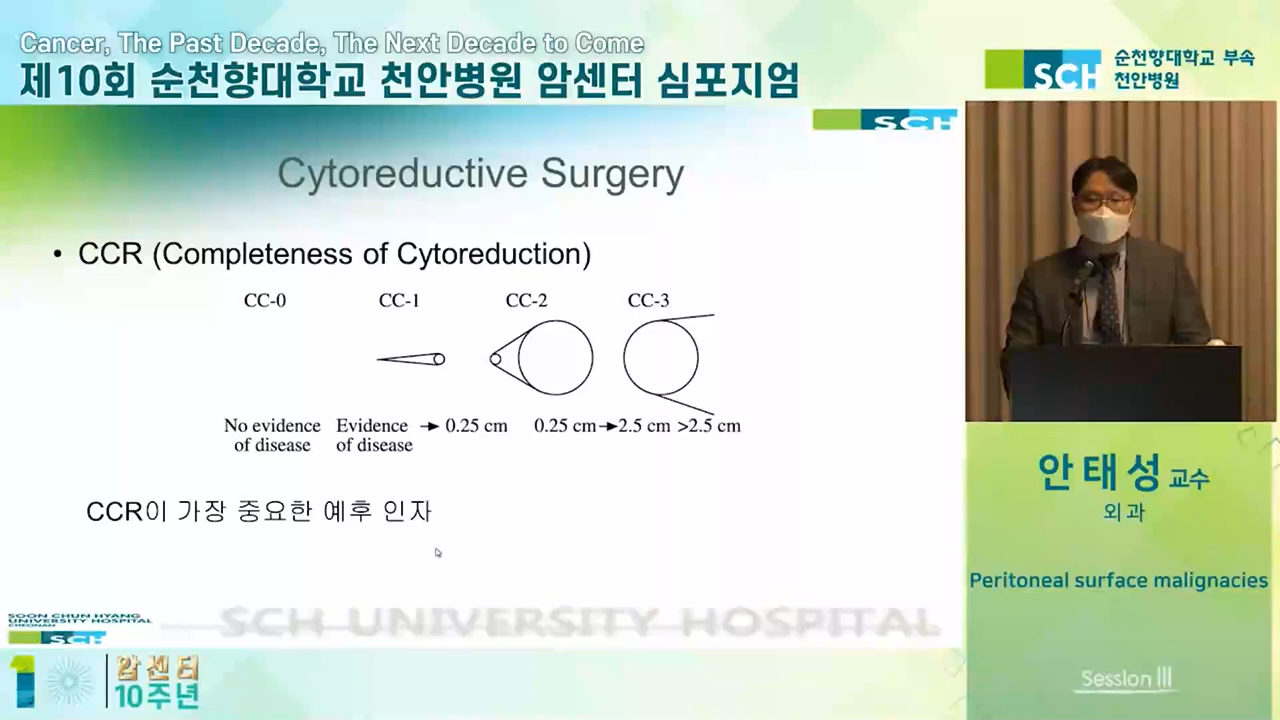 Cancer, The Past Decade, The Next Decade to Come
제10회 순천향대학교 천안병원 암센터 심포지엄
SCH
순천향대학교 부속
천안병원
SCH
Cytoreductive Surgery
• CCR (Completeness of Cytoreduction)
CC-0 CC-1 CC-2 CC-3
No evidence of disease
Evidence of disease → 0.25 cm
0.25 cm→2.5 cm >2.5 cm
CCR이 가장 중요한 예후 인자
안태성 교수
외과
Peritoneal surface malignacies
Session III
SOON CHUN HYANG
UNIVERSITY HOSPITAL
CHEONAN
SCH
SCH UNIVERSITY HOSPITAL
10 암센터
10주년